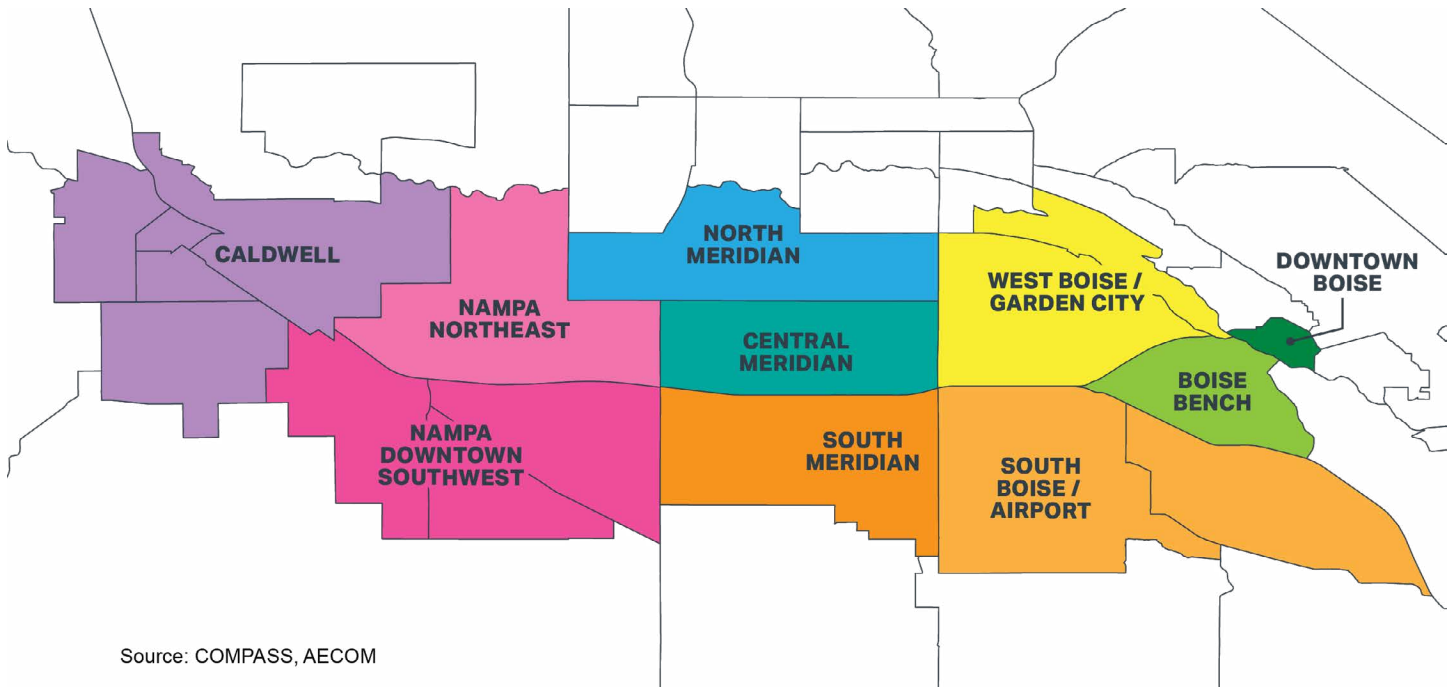 CALDWELL
NAMPA
NORTHEAST
NAMPA
DOWNTOWN
SOUTHWEST
NORTH
MERIDIAN
CENTRAL
MERIDIAN
SOUTH
MERIDIAN
WEST BOISE /
GARDEN CITY
DOWNTOWN
BOISE
BOISE
BENCH
SOUTH
BOISE /
AIRPORT
Source: COMPASS, AECOM